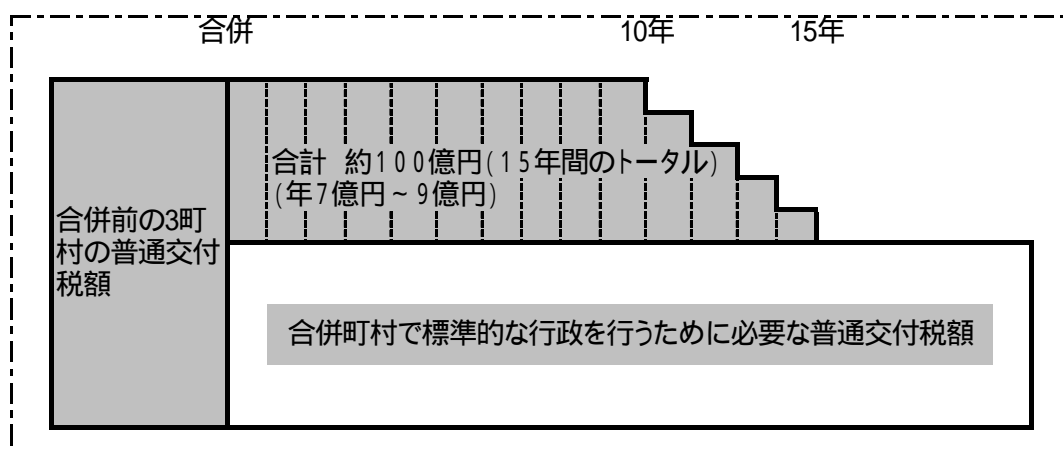 合併 10年 15年
合計 約100億円(15年間のトータル)
(年7億円~9億円)
合併前の3町
村の普通交付
税額
合併町村で標準的な行政を行うために必要な普通交付税額